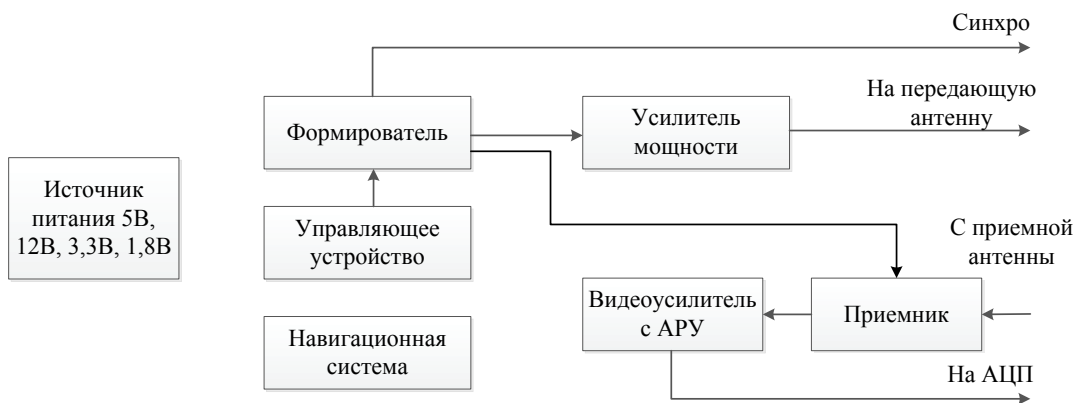 Синхро
На передающую
антенну
Формирователь
Усилитель
мощности
Источник
питания 5В,
12В, 3,3В, 1,8В
Управляющее
устройство
С приемной
антенны
Видеоусилитель
с АРУ
Приемник
Навигационная
система
На АЦП